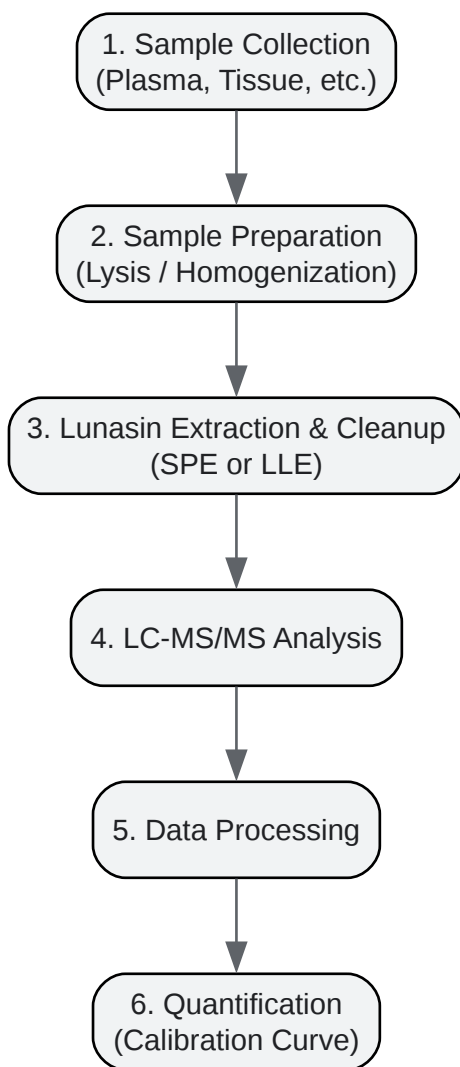 1. Sample Collection
(Plasma, Tissue, etc.)
2. Sample Preparation
(Lysis / Homogenization)
3. Lunasin Extraction & Cleanup
(SPE or LLE)
4. LC-MS/MS Analysis
5. Data Processing
6. Quantification
(Calibration Curve)